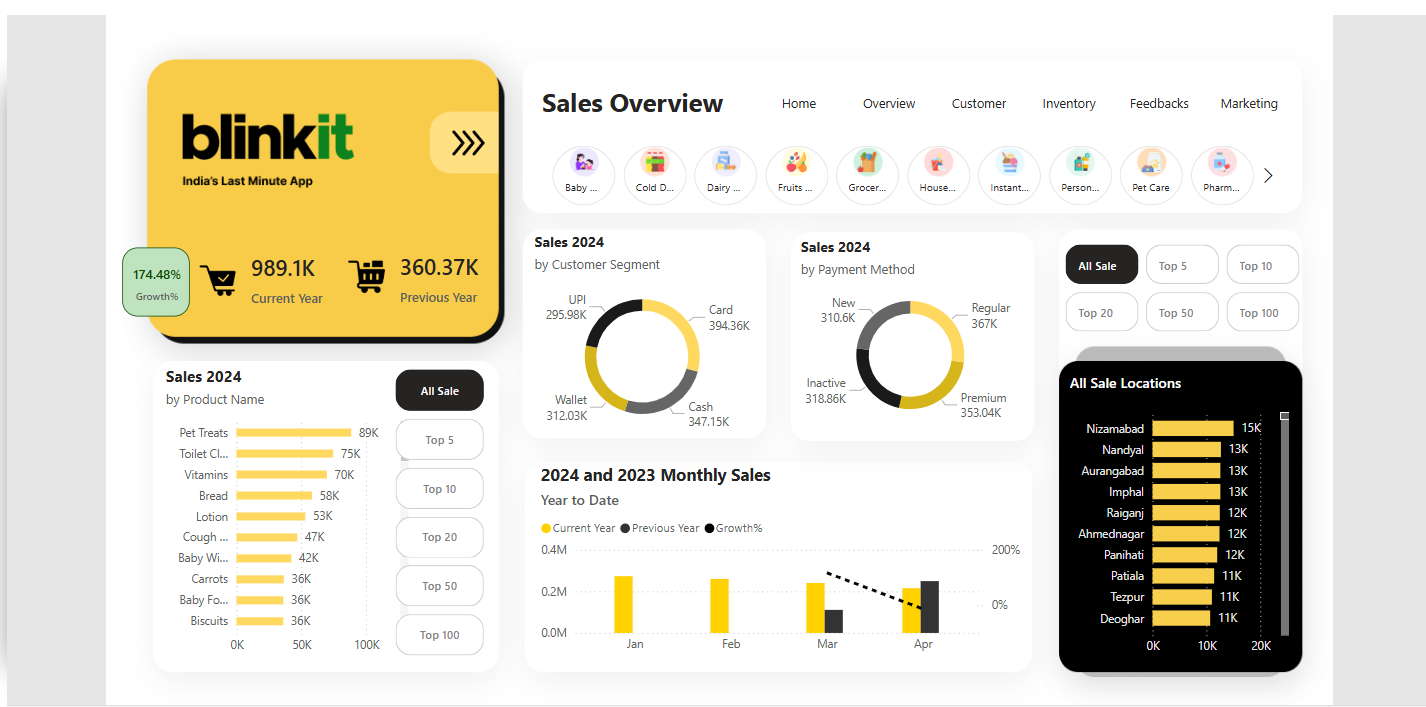 blinkit
India's Last Minute App
174.48%
Growth%
989.1K
Current Year
360.37K
Previous Year
Sales Overview
Home
Overview
Customer
Inventory
Feedbacks
Marketing
Baby ...
Cold D...
Dairy ...
Fruits ...
Grocer...
House...
Instant...
Person...
Pet Care
Pharm...
Sales 2024
by Customer Segment
UPI
295.98K
Card
394.36K
Wallet
312.03K
Cash
347.15K
Sales 2024
by Payment Method
New
310.6K
Regular
367K
Inactive
318.86K
Premium
353.04K
All Sale
Top 5
Top 10
Top 20
Top 50
Top 100
Sales 2024
by Product Name
Pet Treats 89K
Toilet Cl... 75K
Vitamins 70K
Bread 58K
Lotion 53K
Cough ... 47K
Baby Wi... 42K
Carrots 36K
Baby Fo... 36K
Biscuits 36K
0K 50K 100K
All Sale
Top 5
Top 10
Top 20
Top 50
Top 100
2024 and 2023 Monthly Sales
Year to Date
Current Year Previous Year Growth%
0.4M
0.2M
0.0M
200%
0%
Jan Feb Mar Apr
All Sale Locations
Nizamabad 15K
Nandyal 13K
Aurangabad 13K
Imphal 13K
Raiganj 12K
Ahmednagar 12K
Panihati 12K
Patiala 11K
Tezpur 11K
Deoghar 11K
0K 10K 20K